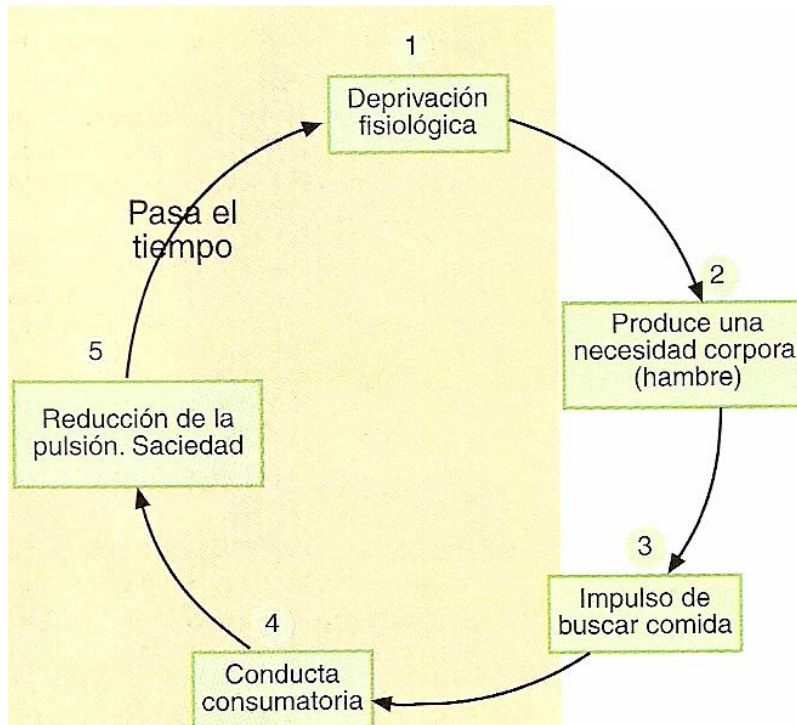 1
Deprivación
fisiológica
Pasa el
tiempo
2
Produce una
necesidad corpora
(hambre)
5
Reducción de la
pulsión. Saciedad
3
Impulso de
buscar comida
4
Conducta
consumatoria